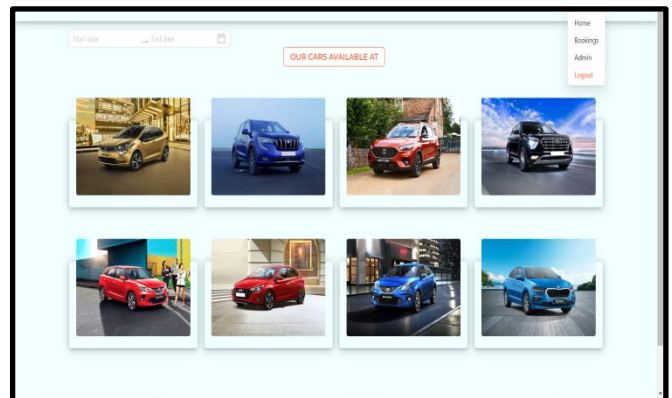 Start date → End date
OUR CARS AVAILABLE AT
Home
Bookings
Admin
Logout